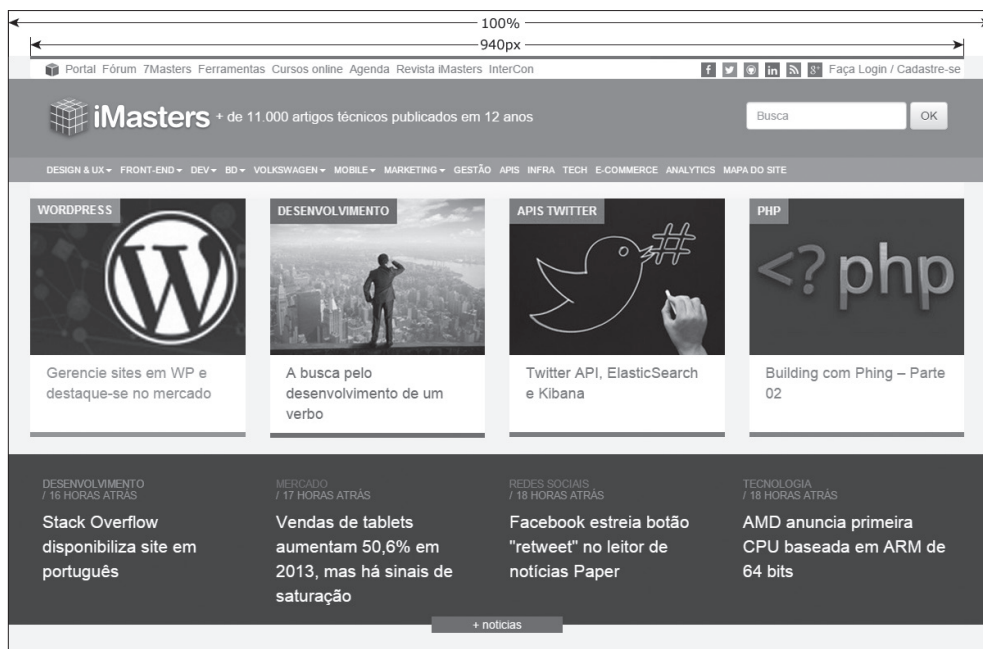 100%
940px
Portal Fórum 7Masters Ferramentas Cursos online Agenda Revista iMasters InterCon
Faça Login / Cadastre-se
iMasters + de 11.000 artigos técnicos publicados em 12 anos
Busca OK
DESIGN & UX FRONT-END DEV BD VOLKSWAGEN MOBILE MARKETING GESTÃO APIS INFRA TECH E-COMMERCE ANALYTICS MAPA DO SITE
WORDPRESS
Gerencie sites em WP e
destaque-se no mercado
DESENVOLVIMENTO
A busca pelo
desenvolvimento de um
verbo
APIS TWITTER
#
Twitter API, ElasticSearch
e Kibana
PHP
<? php
Building com Phing – Parte
02
DESENVOLVIMENTO
/ 16 HORAS ATRÁS
Stack Overflow
disponibiliza site em
português
MERCADO
/ 17 HORAS ATRÁS
Vendas de tablets
aumentam 50,6% em
2013, mas há sinais de
saturação
REDES SOCIAIS
/ 18 HORAS ATRÁS
Facebook estreia botão
"retweet" no leitor de
notícias Paper
TECNOLOGIA
/ 18 HORAS ATRÁS
AMD anuncia primeira
CPU baseada em ARM de
64 bits
+ noticias